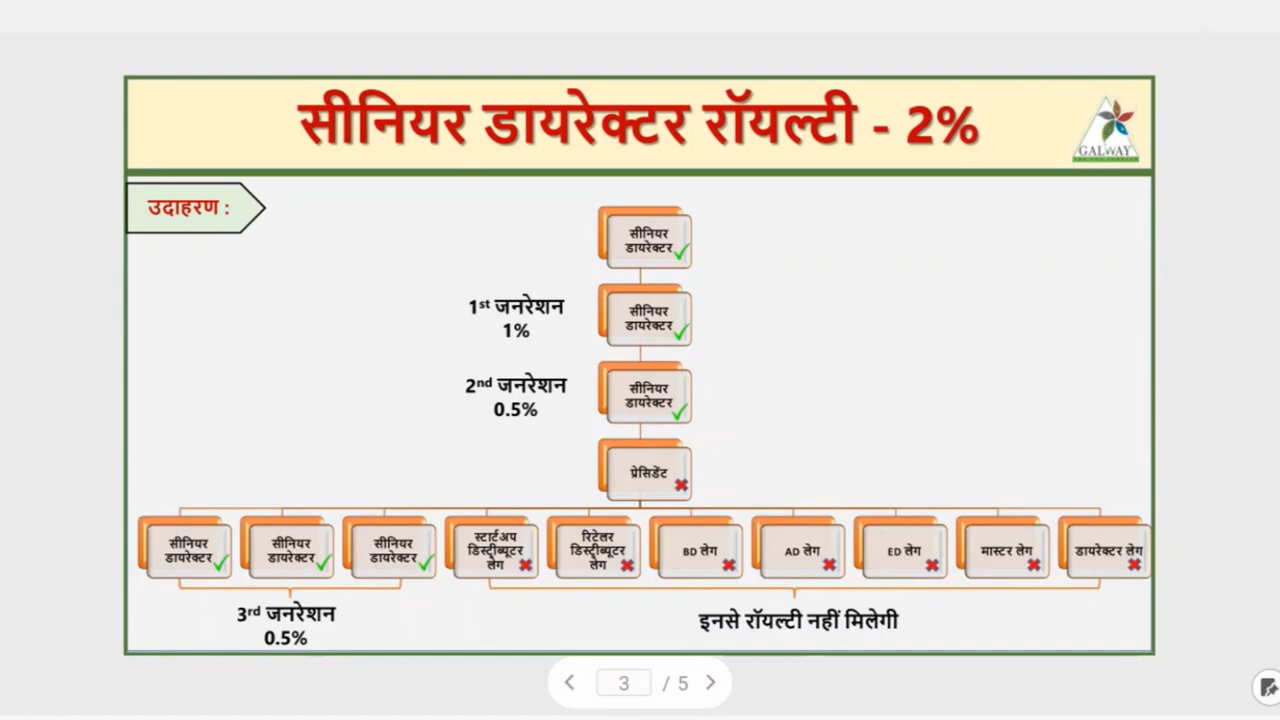 सीनियर डायरेक्टर रॉयल्टी - 2%
GALWAY
उदाहरण :
सीनियर
डायरेक्टर
1st जनरेशन
1%
सीनियर
डायरेक्टर
2nd जनरेशन
0.5%
सीनियर
डायरेक्टर
प्रेसिडेंट
सीनियर
डायरेक्टर
सीनियर
डायरेक्टर
सीनियर
डायरेक्टर
स्टार्टअप
डिस्ट्रीब्यूटर
लेग
रिटेलर
डिस्ट्रीब्यूटर
लेग
BD लेग
AD लेग
ED लेग
मास्टर लेग
डायरेक्टर लेग
3rd जनरेशन
0.5%
इनसे रॉयल्टी नहीं मिलेगी
3 / 5